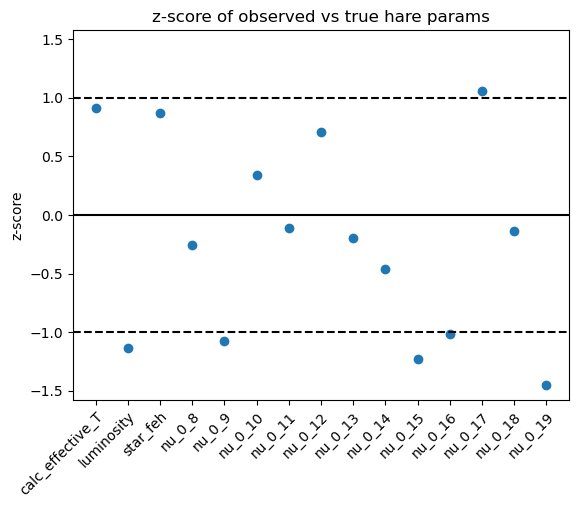 z-score of observed vs true hare params
z-score
1.5
1.0
0.5
0.0
−0.5
−1.0
−1.5
calc_effective_T
luminosity
star_feh
nu_0_8
nu_0_9
nu_0_10
nu_0_11
nu_0_12
nu_0_13
nu_0_14
nu_0_15
nu_0_16
nu_0_17
nu_0_18
nu_0_19